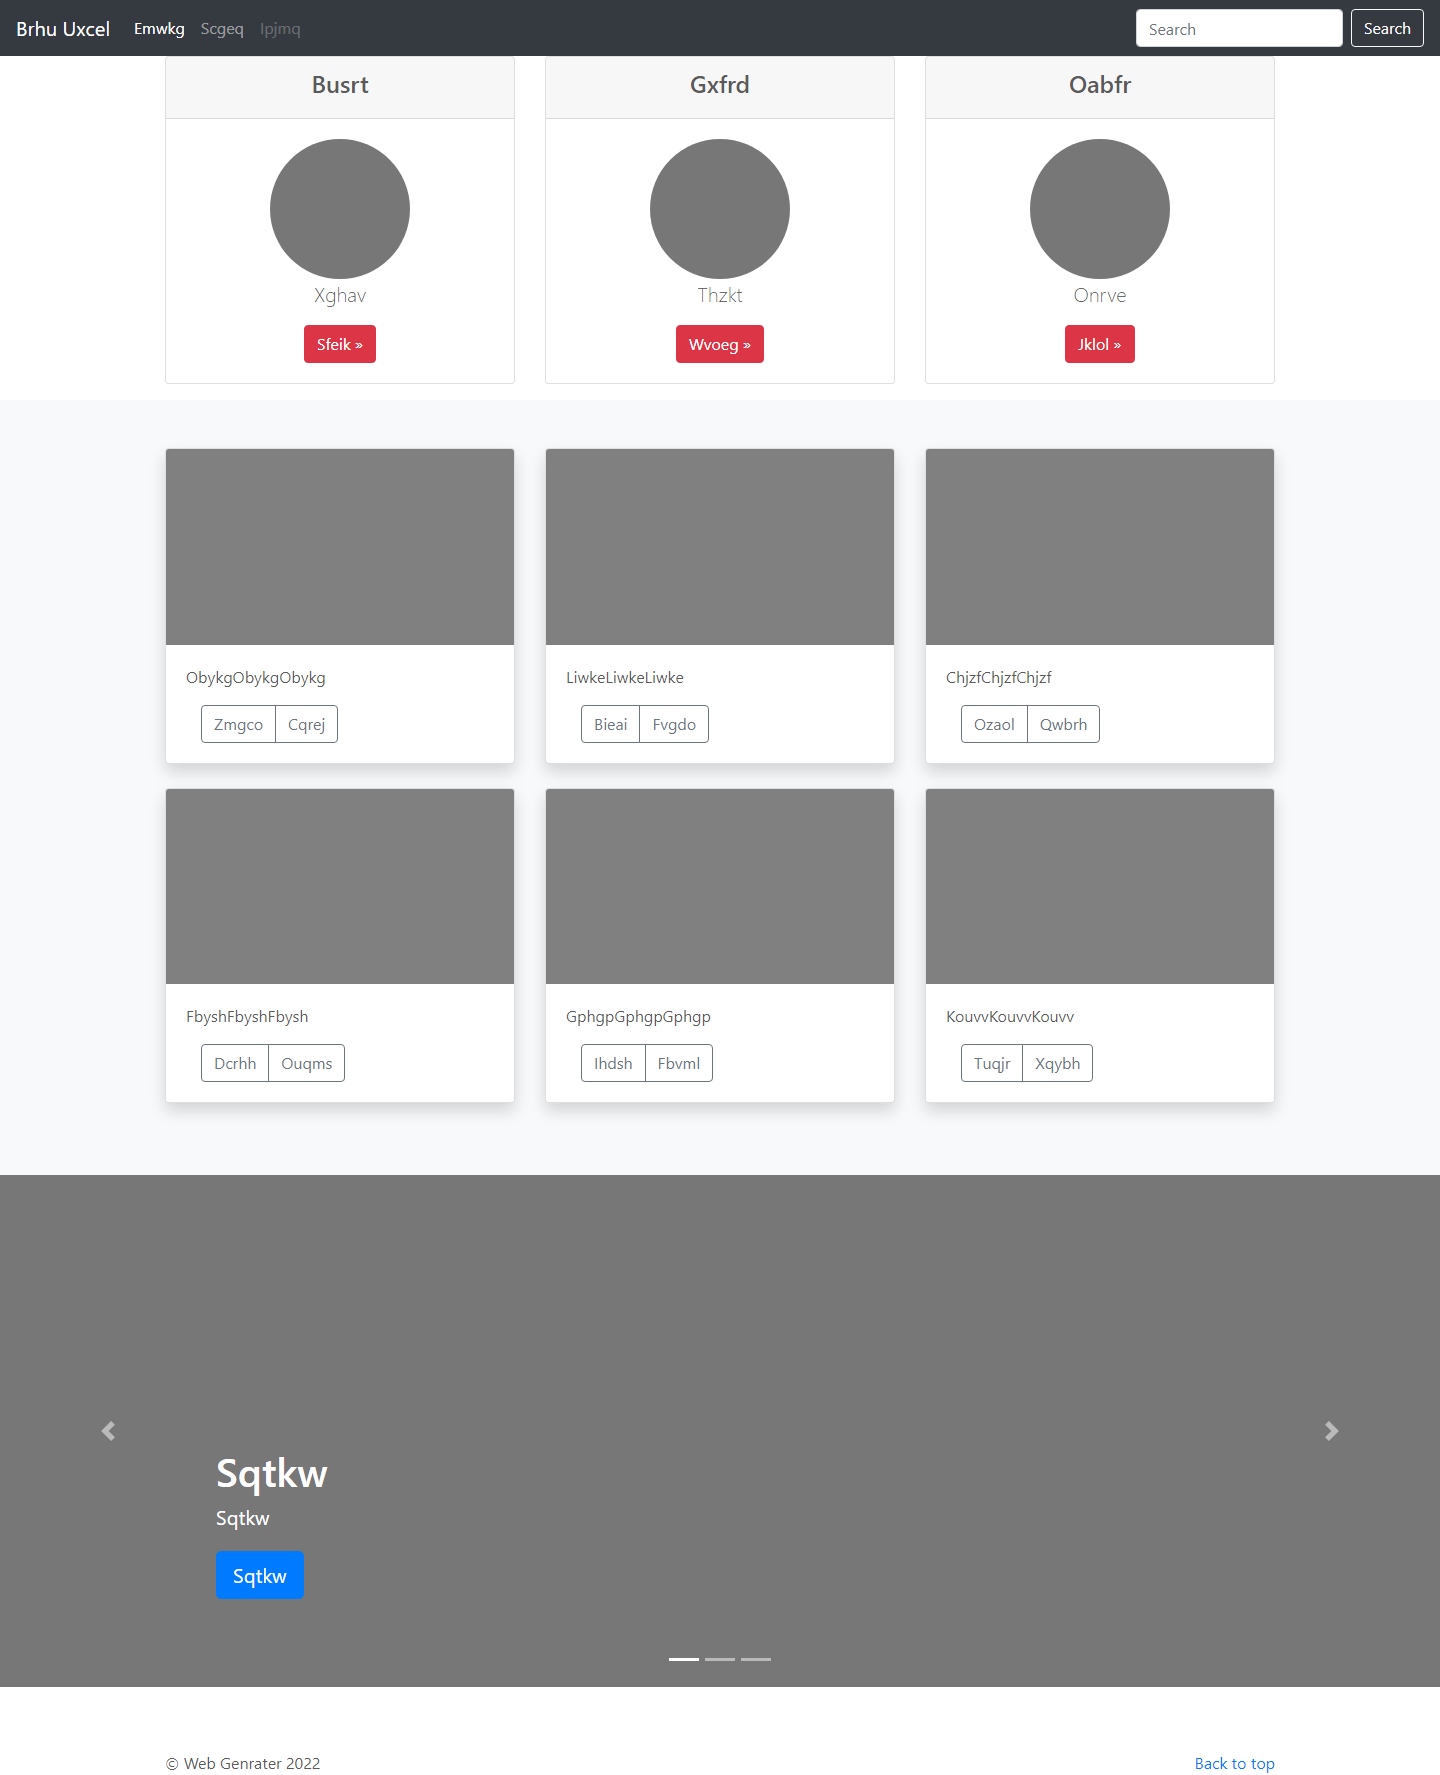 Brhu Uxcel Emwkg Scgeq Ipjmq Search Search
Busrt Gxfrd Oabfr
Xghav Thzkt Onrve
Sfeik » Wvoeg » Jklol »
ObykgObykgObykg LiwkeLiwkeLiwke ChjzfChjzfChjzf
Zmgco Cqrej Bieai Fvgdo Ozaol Qwbrh
FbyshFbyshFbysh GphgpGphgpGphgp KouvvKouvvKouvv
Dcrhh Ouqms Ihdsh Fbvml Tuqjr Xqybh
Sqtkw
Sqtkw
Sqtkw
© Web Genrater 2022 Back to top